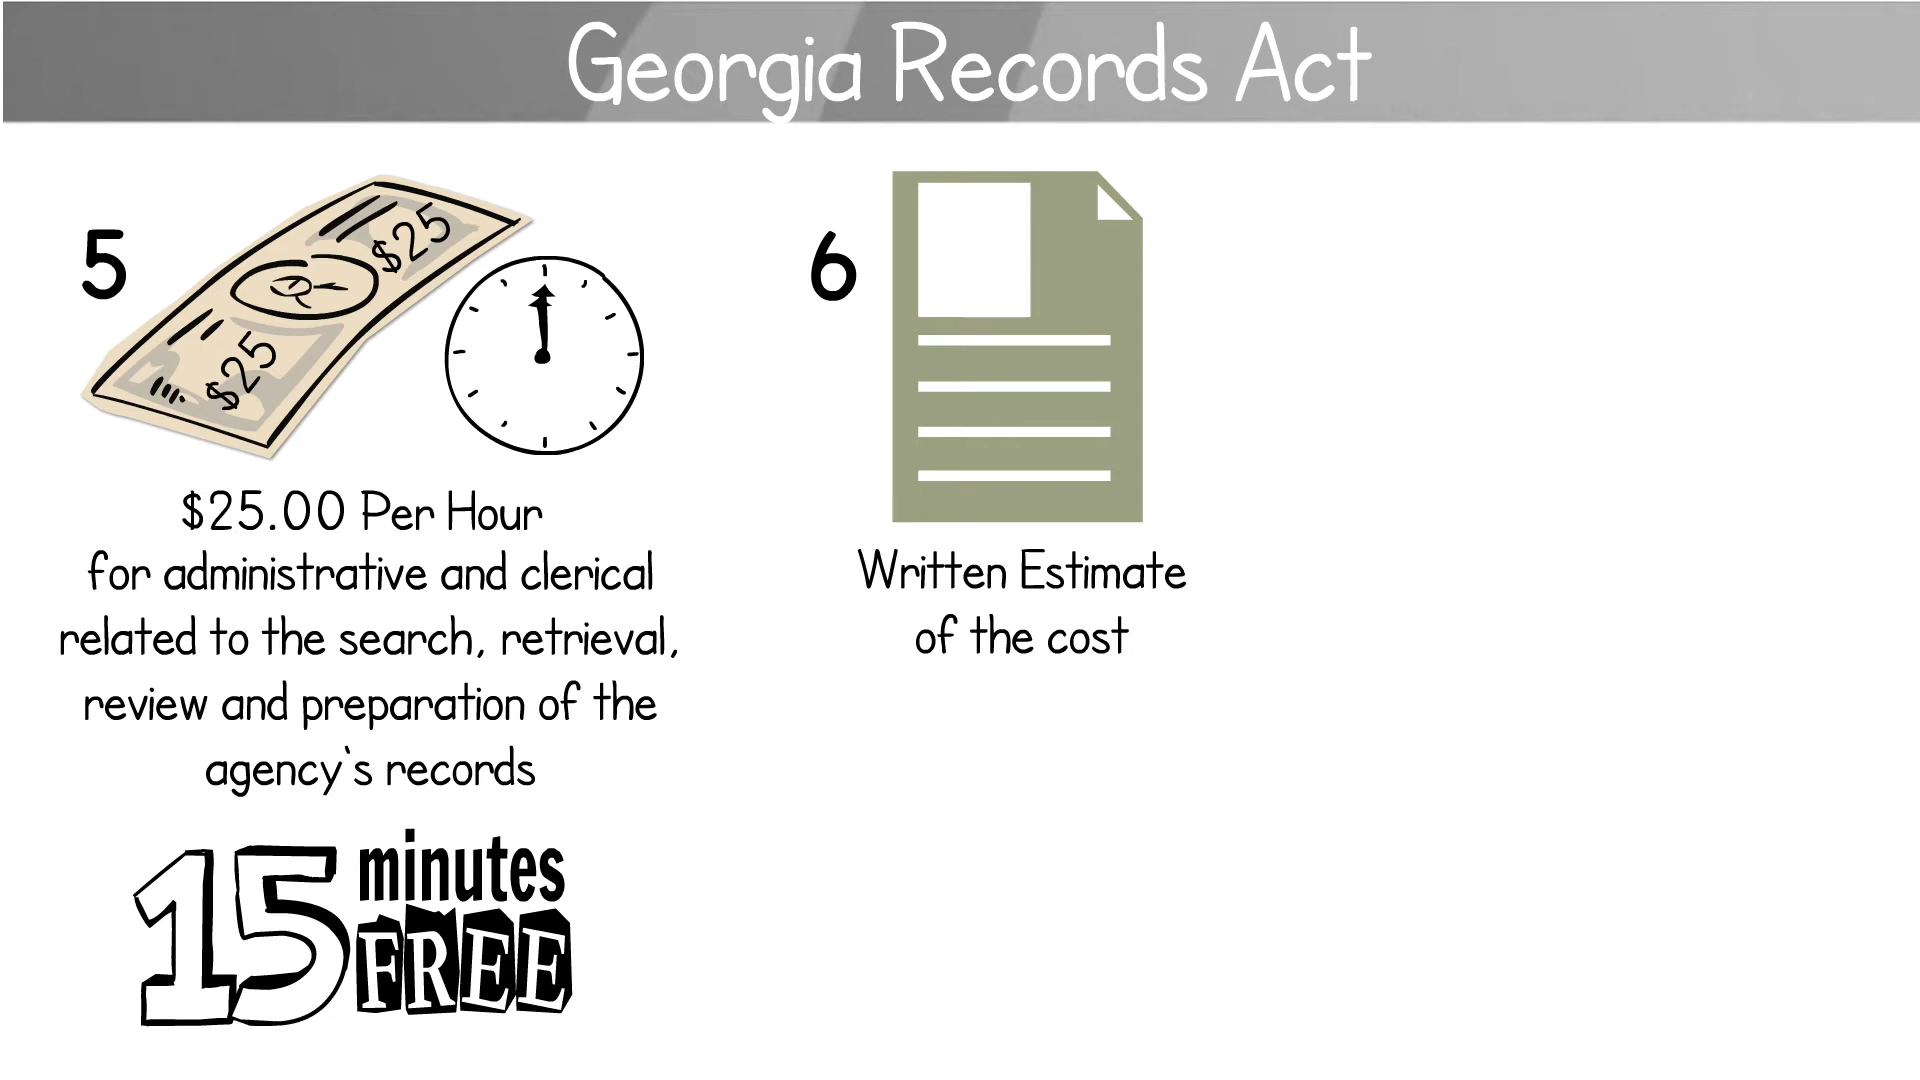 Georgia Records Act
5
$25
$25
$25.00 Per Hour
for administrative and clerical
related to the search, retrieval,
review and preparation of the
agency`s records
15 minutes
FREE
6
Written Estimate
of the cost